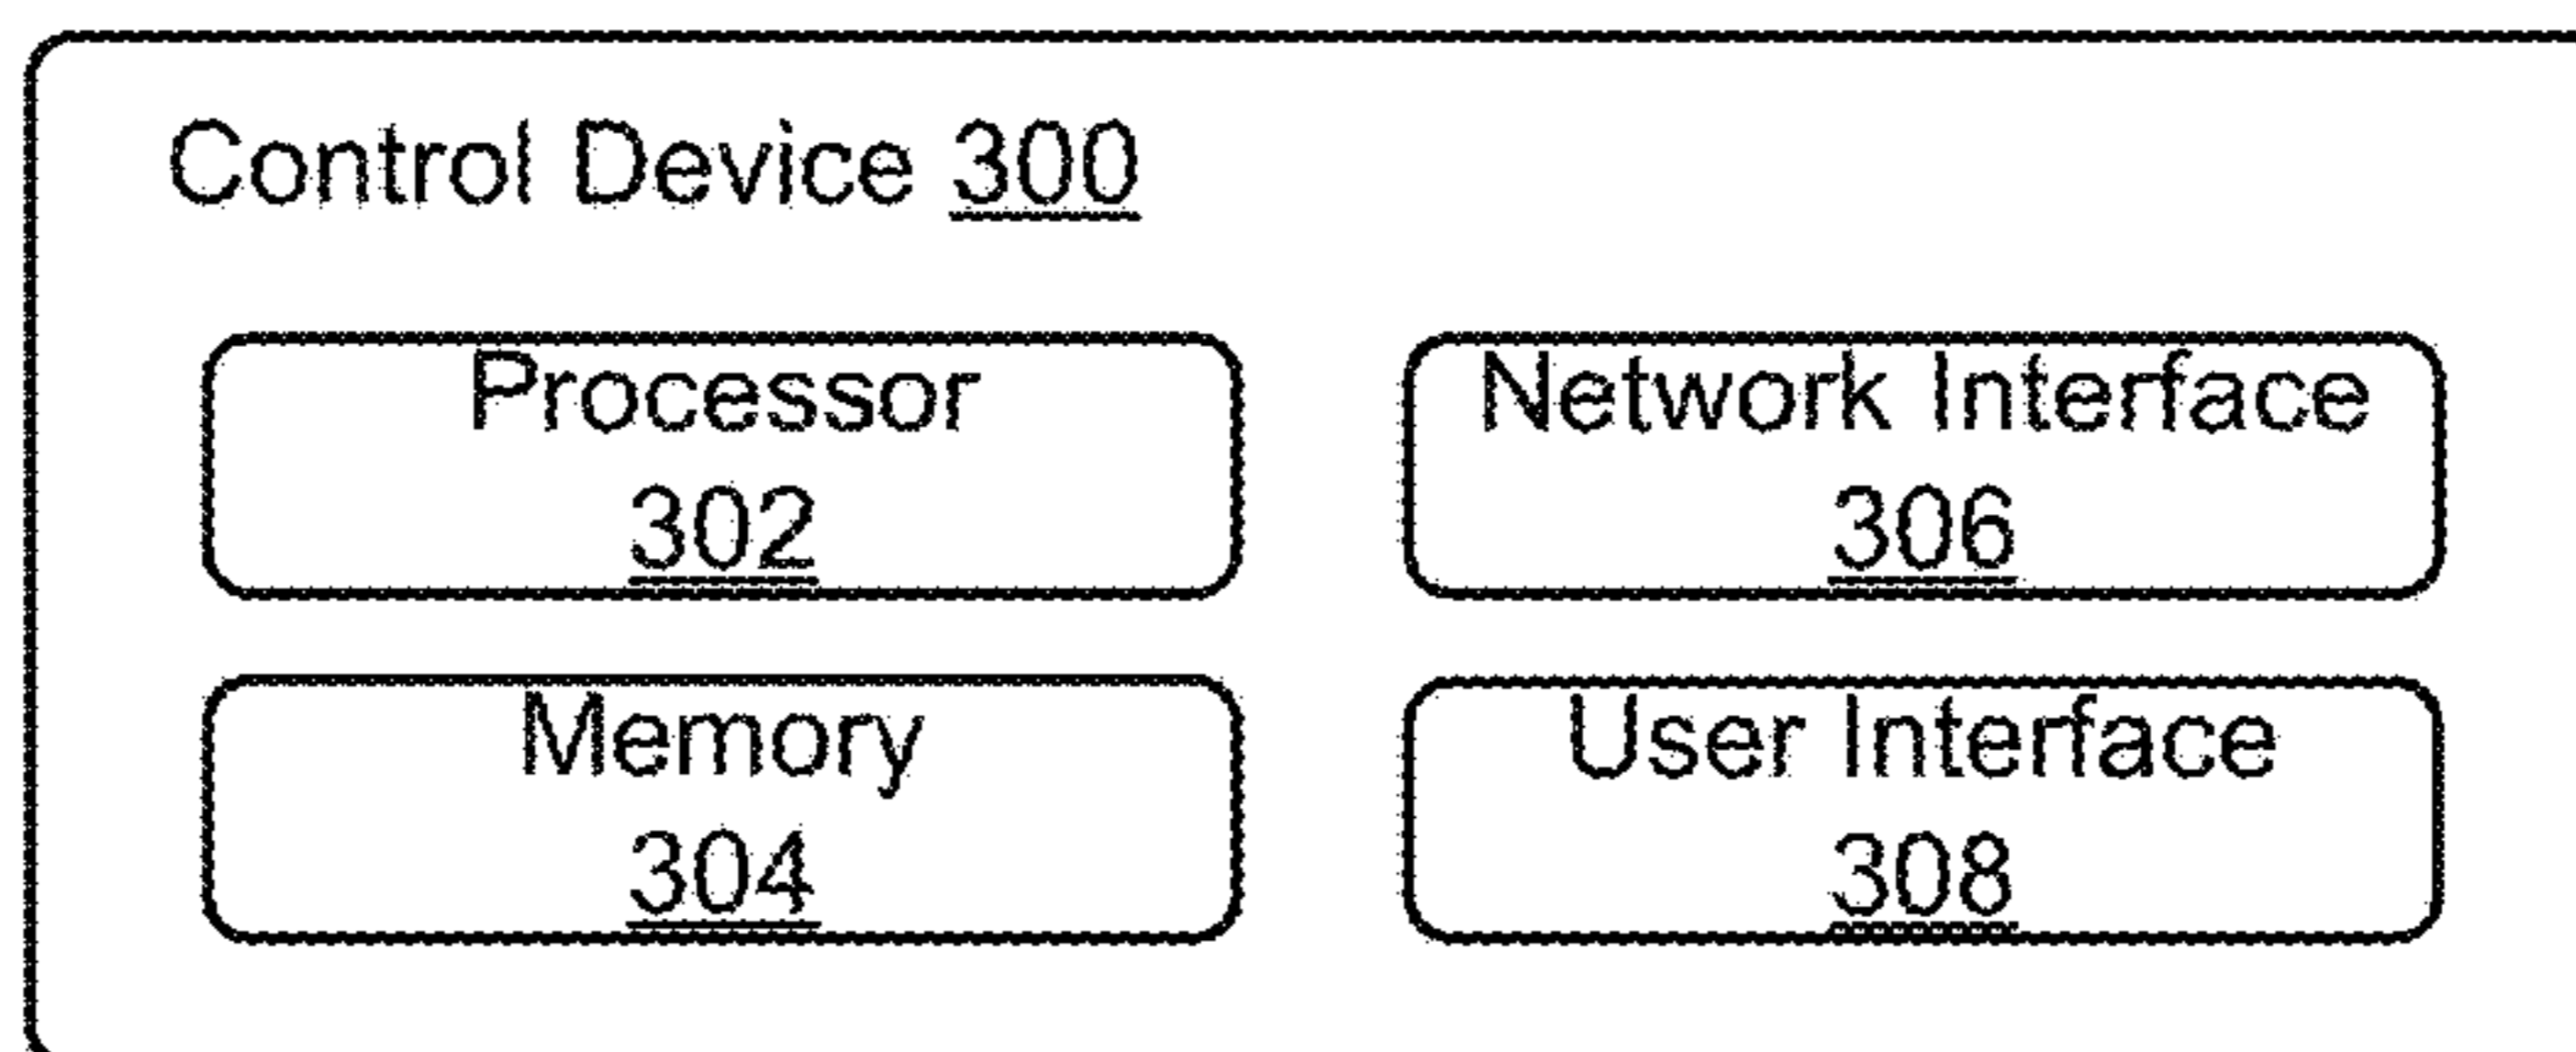 Control Device 300
Processor
302
Network Interface
306
Memory
304
User Interface
308